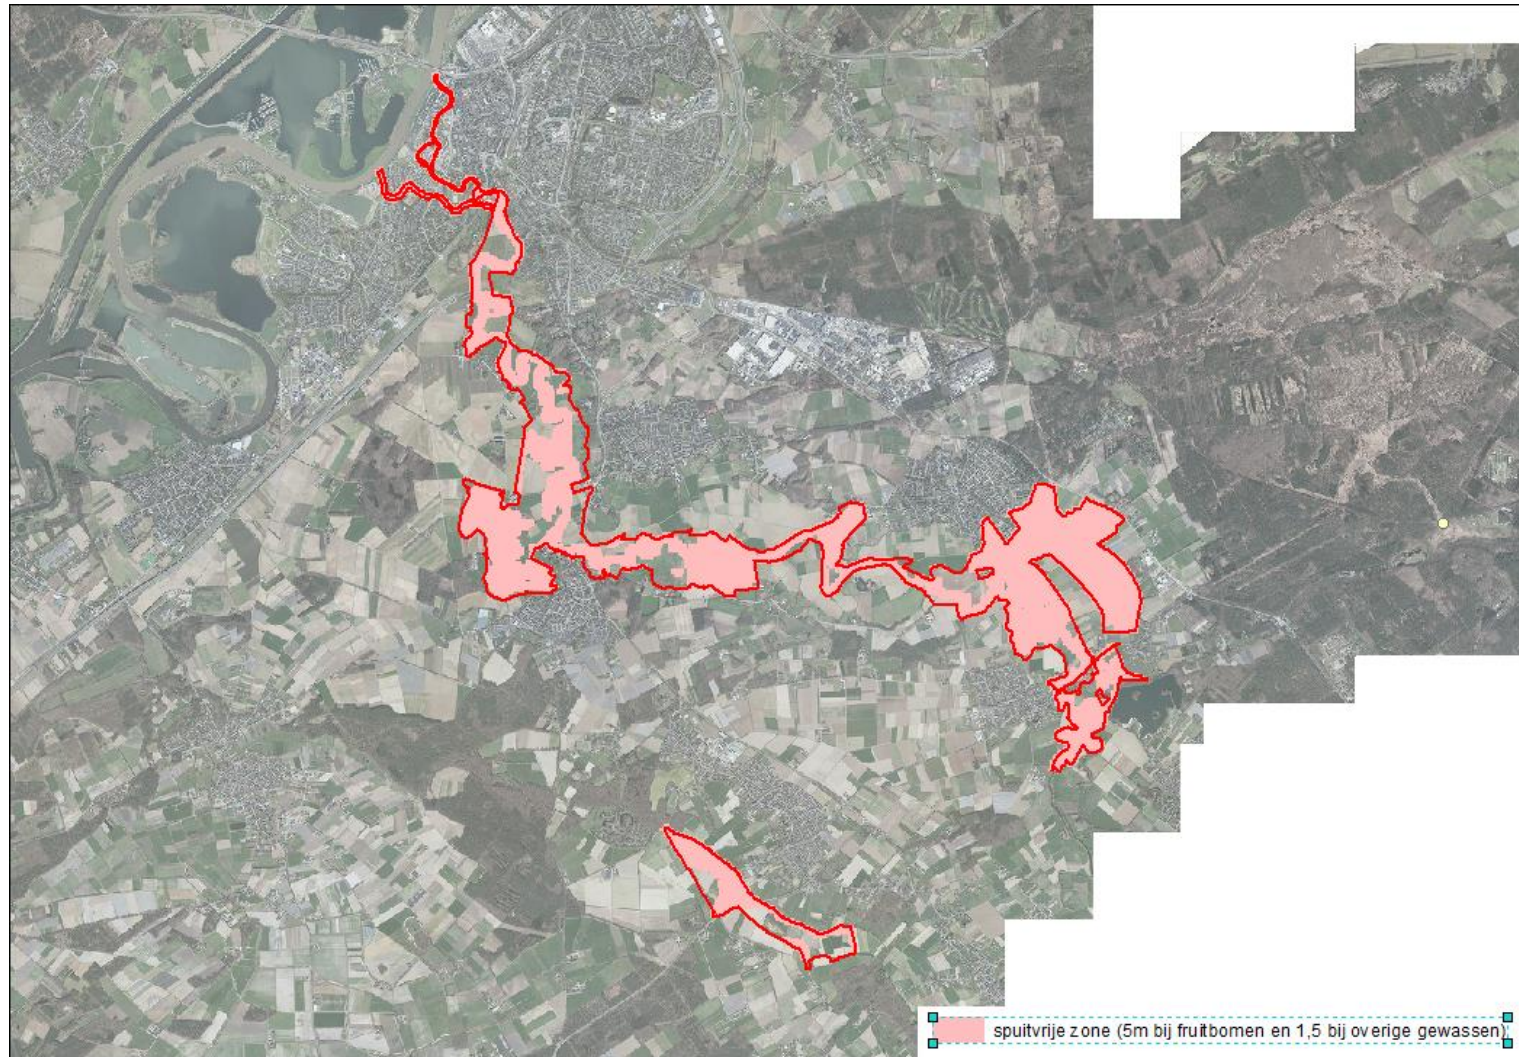 spuitvrije zone (5m bij fruitbomen en 1,5 bij overige gewassen)